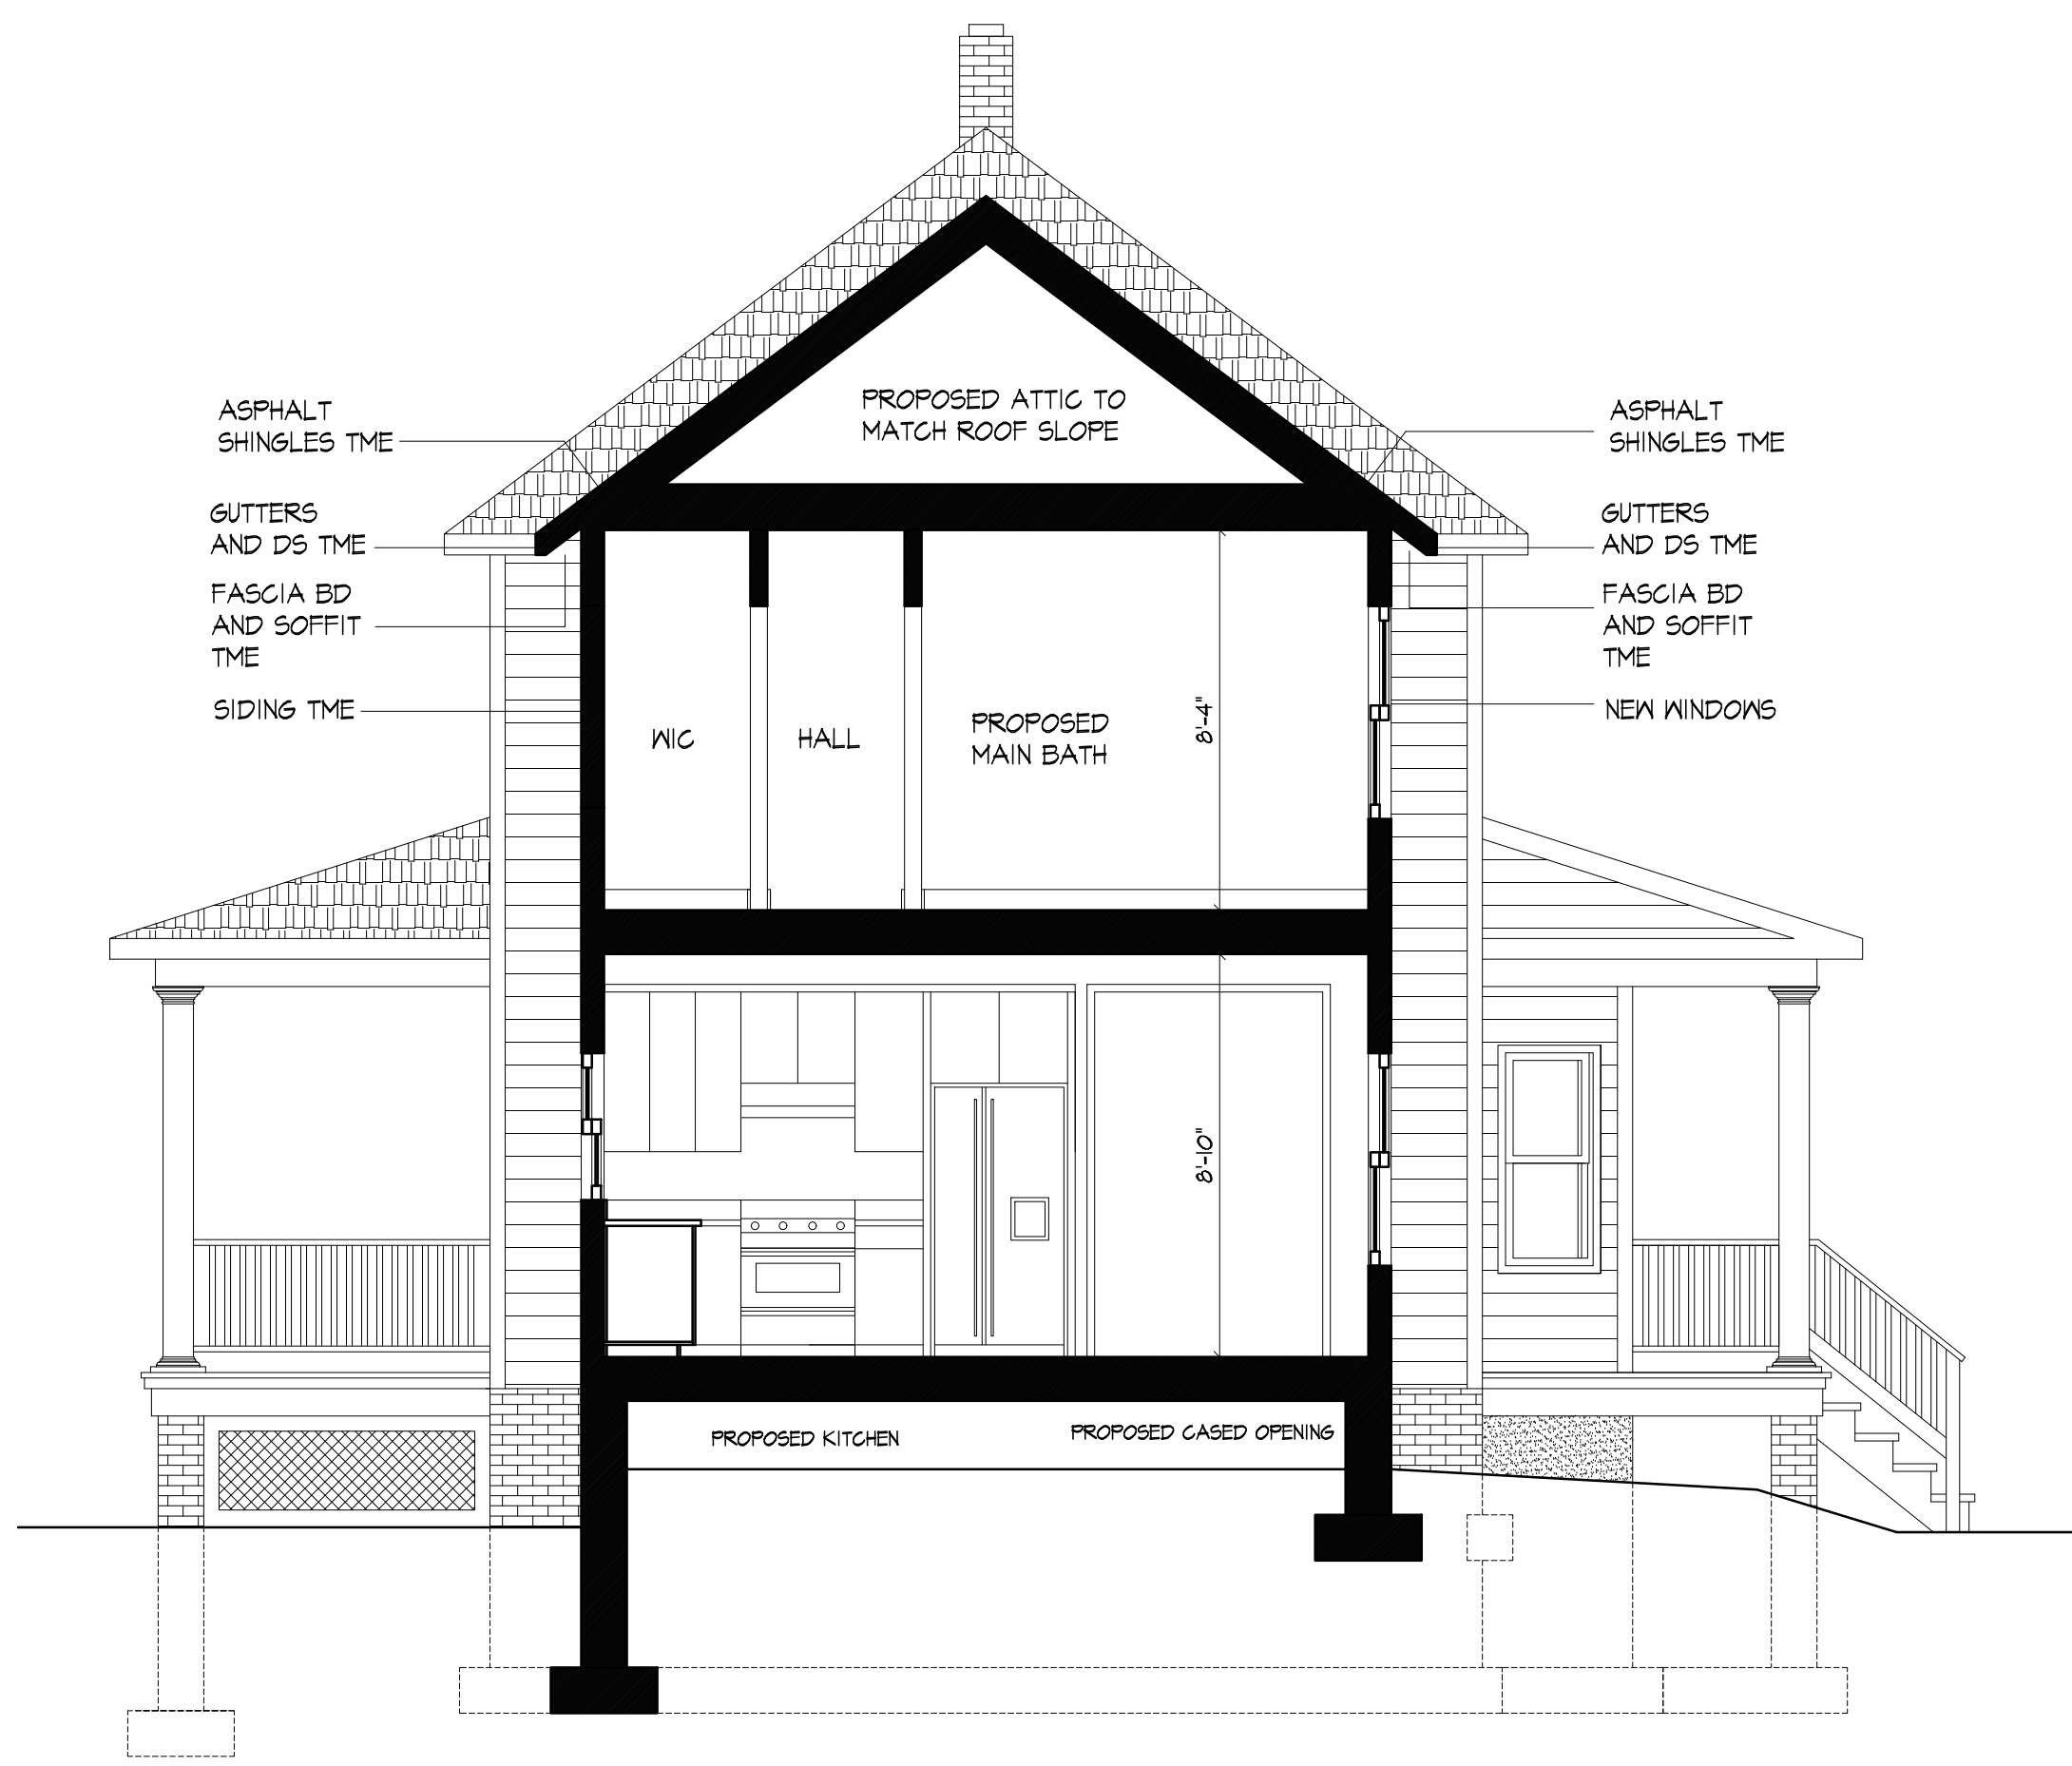 PROPOSED ATTIC TO
MATCH ROOF SLOPE
ASPHALT
SHINGLES TME
GUTTERS
AND DS TME
FASCIA BD
AND SOFFIT
TME
SIDING TME
ASPHALT
SHINGLES TME
GUTTERS
AND DS TME
FASCIA BD
AND SOFFIT
TME
NEW WINDOWS
WIC
HALL
PROPOSED
MAIN BATH
8'-4"
8'-10"
PROPOSED KITCHEN
PROPOSED CASED OPENING